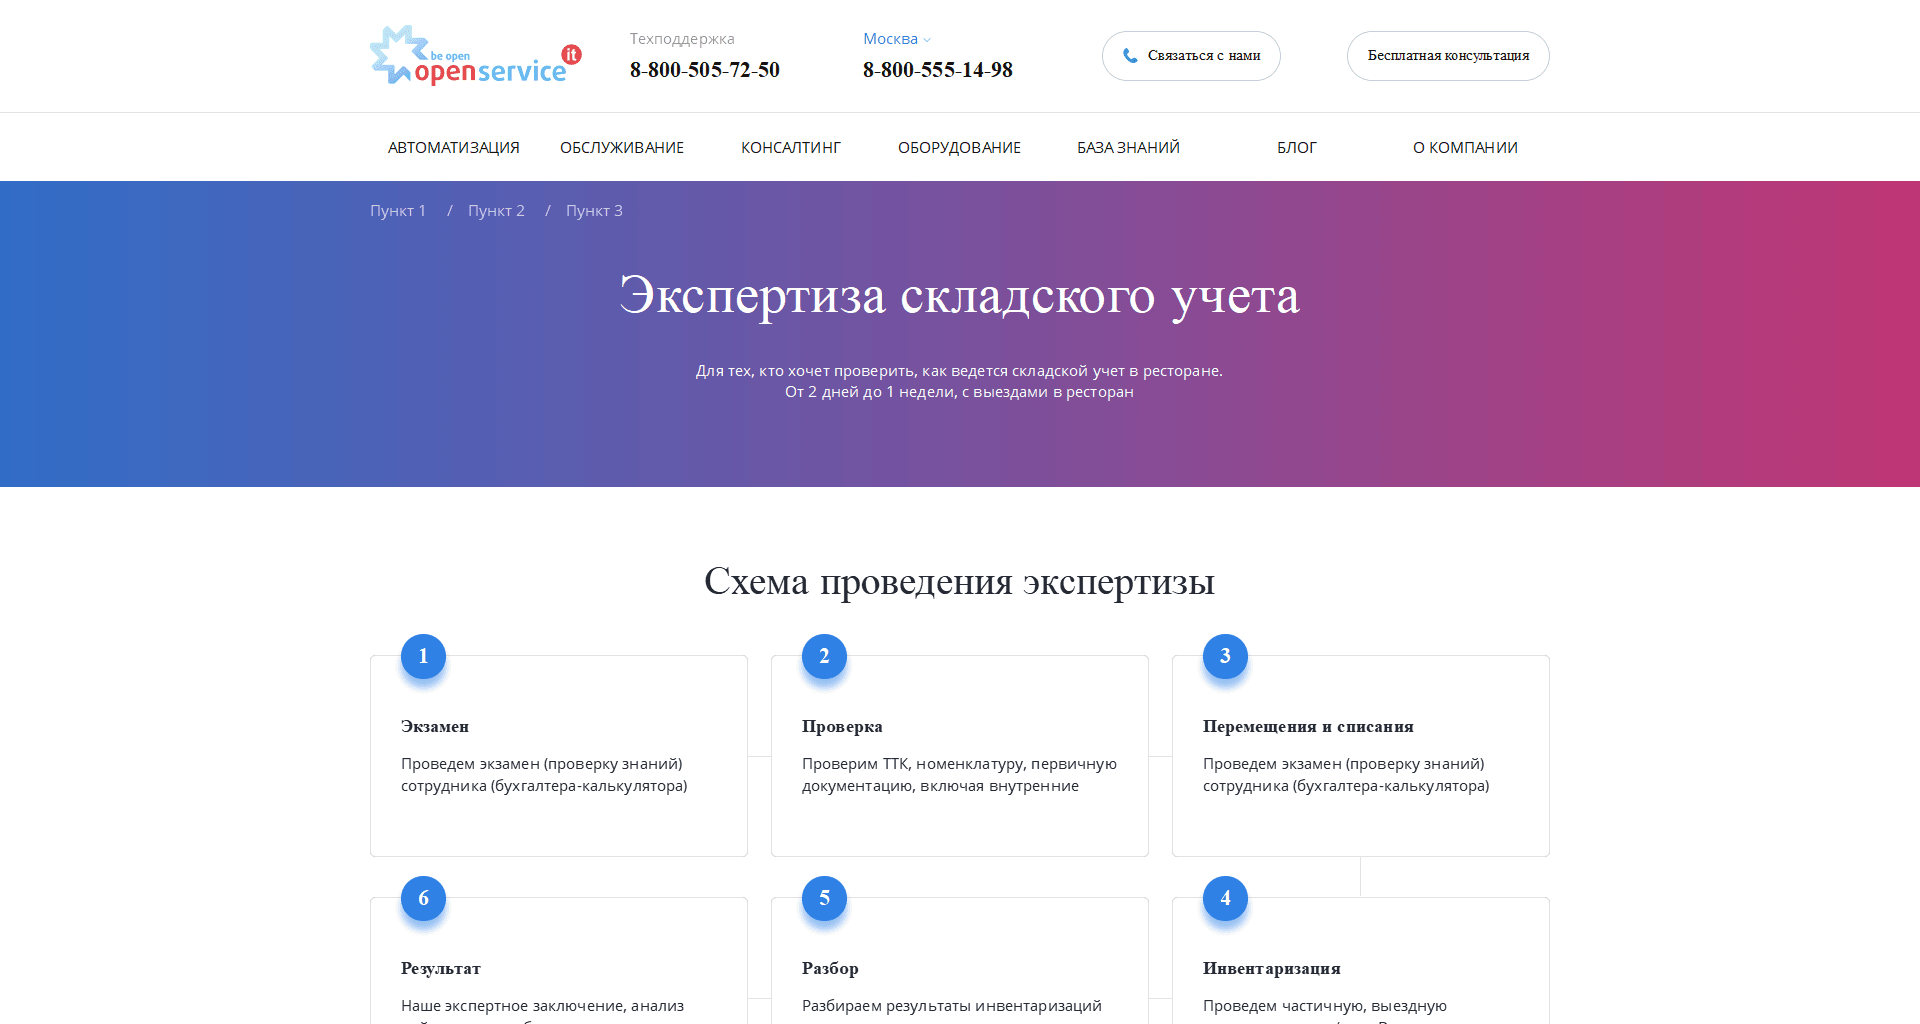 be open
openservice
it
Техподдержка
8-800-505-72-50
Москва
8-800-555-14-98
Связаться с нами
Бесплатная консультация
АВТОМАТИЗАЦИЯ
ОБСЛУЖИВАНИЕ
КОНСАЛТИНГ
ОБОРУДОВАНИЕ
БАЗА ЗНАНИЙ
БЛОГ
О КОМПАНИИ
Пункт 1 / Пункт 2 / Пункт 3
Экспертиза складского учета
Для тех, кто хочет проверить, как ведется складской учет в ресторане.
От 2 дней до 1 недели, с выездами в ресторан
Схема проведения экспертизы
1
Экзамен
Проведем экзамен (проверку знаний)
сотрудника (бухгалтера-калькулятора)
2
Проверка
Проверим ТТК, номенклатуру, первичную
документацию, включая внутренние
3
Перемещения и списания
Проведем экзамен (проверку знаний)
сотрудника (бухгалтера-калькулятора)
6
Результат
Наше экспертное заключение, анализ
5
Разбор
Разбираем результаты инвентаризаций
4
Инвентаризация
Проведем частичную, выездную